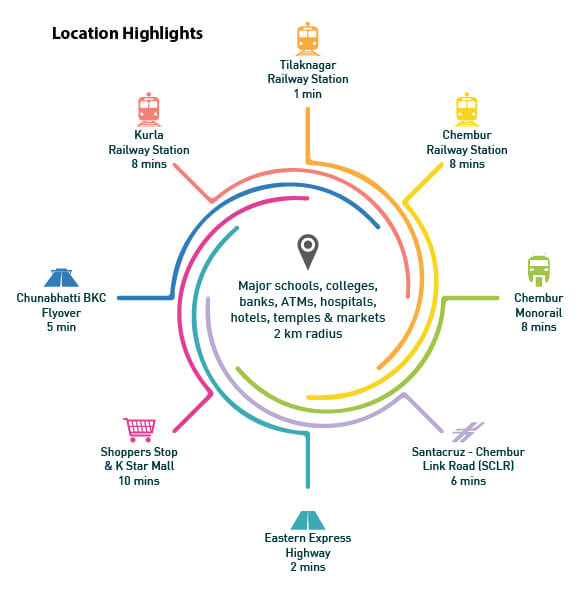 Location Highlights
Tilaknagar
Railway Station
1 min
Kurla
Railway Station
8 mins
Chembur
Railway Station
8 mins
Major schools, colleges,
banks, ATMs, hospitals,
hotels, temples & markets
2 km radius
Chunabhatti BKC
Flyover
5 min
Chembur
Monorail
8 mins
Shoppers Stop
& K Star Mall
10 mins
Santacruz - Chembur
Link Road (SCLR)
6 mins
Eastern Express
Highway
2 mins